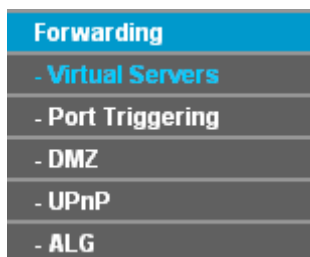 Forwarding
- Virtual Servers
- Port Triggering
- DMZ
- UPnP
- ALG